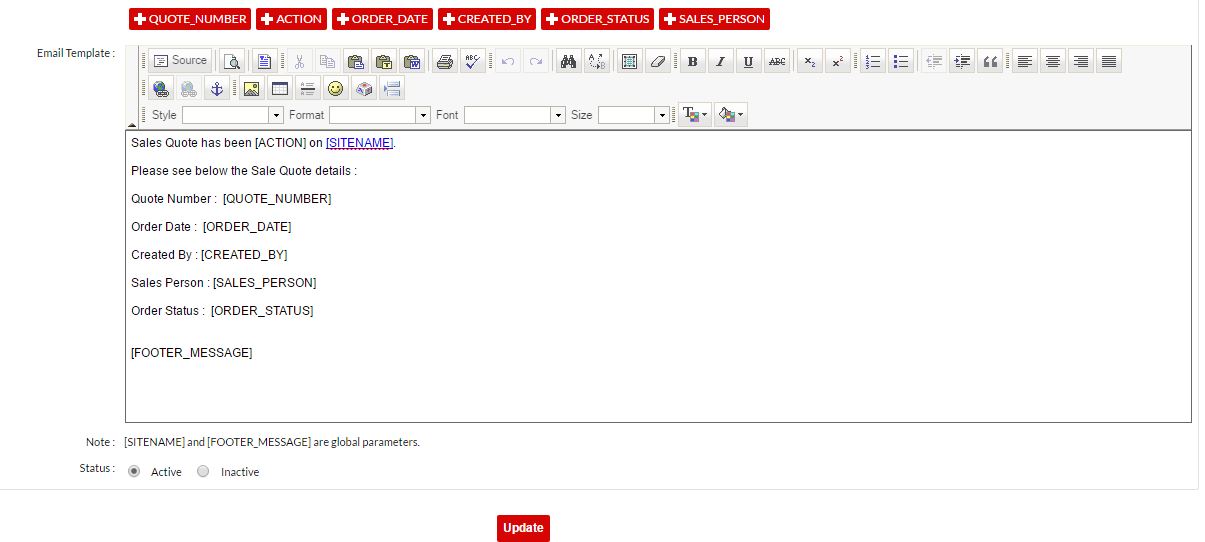 QUOTE_NUMBER ACTION ORDER_DATE CREATED_BY ORDER_STATUS SALES_PERSON
Email Template :
Source
B I U ABC x2 x2
Style Format Font Size
Sales Quote has been [ACTION] on [SITENAME].
Please see below the Sale Quote details :
Quote Number : [QUOTE_NUMBER]
Order Date : [ORDER_DATE]
Created By : [CREATED_BY]
Sales Person : [SALES_PERSON]
Order Status : [ORDER_STATUS]
[FOOTER_MESSAGE]
Note : [SITENAME] and [FOOTER_MESSAGE] are global parameters.
Status : Active Inactive
Update